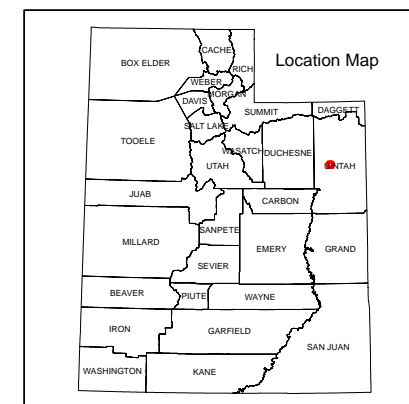 Location Map
BOX ELDER
CACHE
RICH
WEBER
MORGAN
DAVIS
SUMMIT
DAGGETT
SALT LAKE
TOOELE
WASATCH
DUCHESNE
UINTAH
UTAH
JUAB
CARBON
SANPETE
MILLARD
EMERY
GRAND
SEVIER
BEAVER
PIUTE
WAYNE
IRON
GARFIELD
SAN JUAN
WASHINGTON
KANE